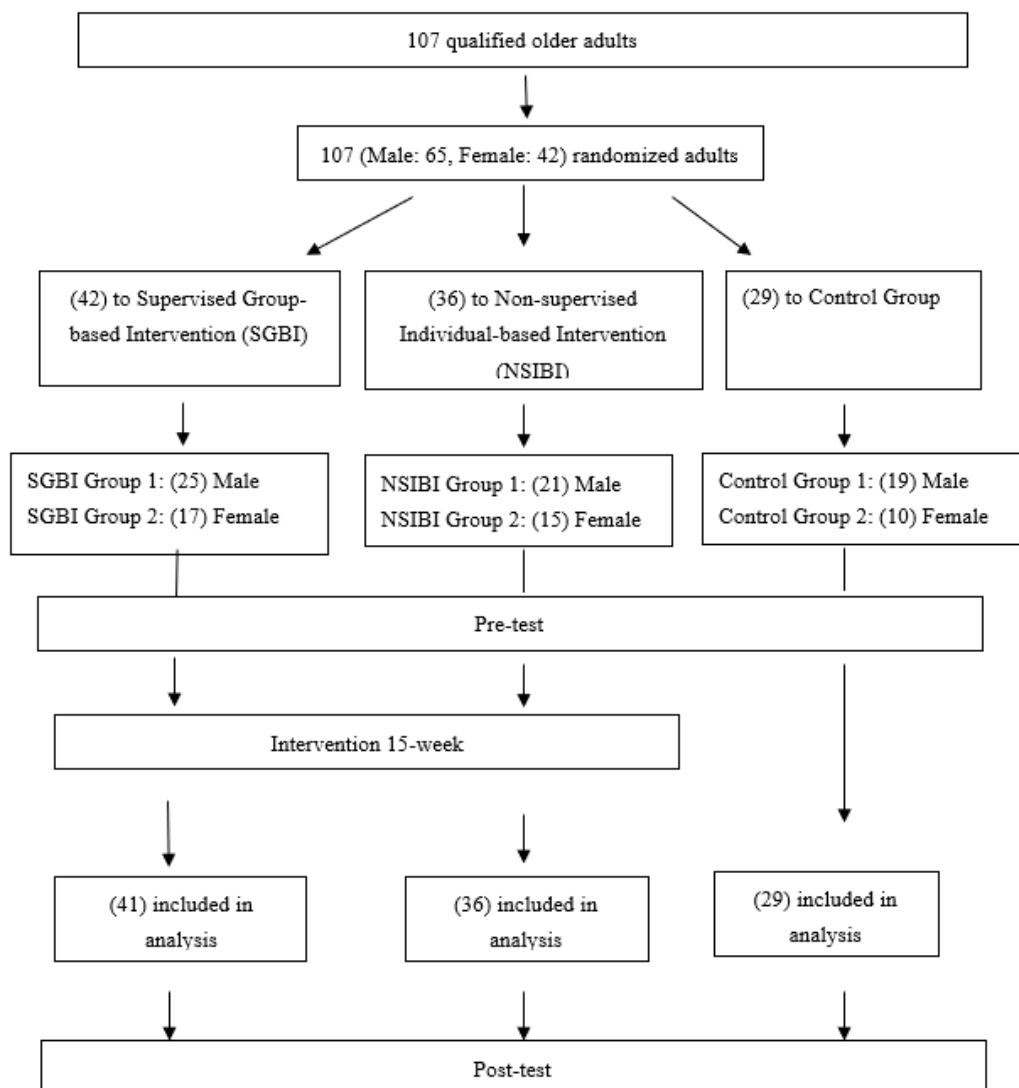 107 qualified older adults
107 (Male: 65, Female: 42) randomized adults
(42) to Supervised Group-
based Intervention (SGBI)
(36) to Non-supervised
Individual-based Intervention
(NSIBI)
(29) to Control Group
SGBI Group 1: (25) Male
SGBI Group 2: (17) Female
NSIBI Group 1: (21) Male
NSIBI Group 2: (15) Female
Control Group 1: (19) Male
Control Group 2: (10) Female
Pre-test
Intervention 15-week
(41) included in
analysis
(36) included in
analysis
(29) included in
analysis
Post-test